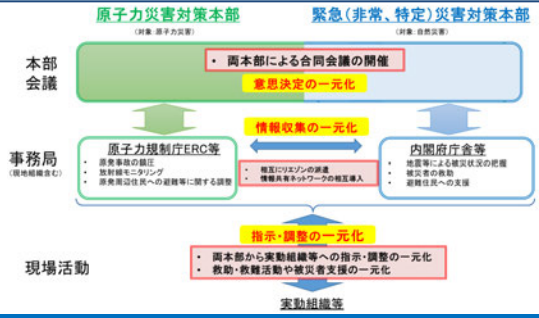 原子力災害対策本部
(対象:原子力災害)
緊急(非常、特定)災害対策本部
(対象:自然災害)
本部
会議
・ 両本部による合同会議の開催
意思決定の一元化
情報収集の一元化
事務局
(現地組織含む)
原子力規制庁ERC等
・ 原発事故の鎮圧
・ 放射線モニタリング
・ 原発周辺住民への避難等に関する調整
・ 相互にリエゾンの派遣
・ 情報共有ネットワークの相互導入
内閣府庁舎等
・ 地震等による被災状況の把握
・ 被災者の救助
・ 避難住民への支援
指示・調整の一元化
現場活動
・ 両本部から実動組織等への指示・調整の一元化
・ 救助・救難活動や被災者支援の一元化
実動組織等